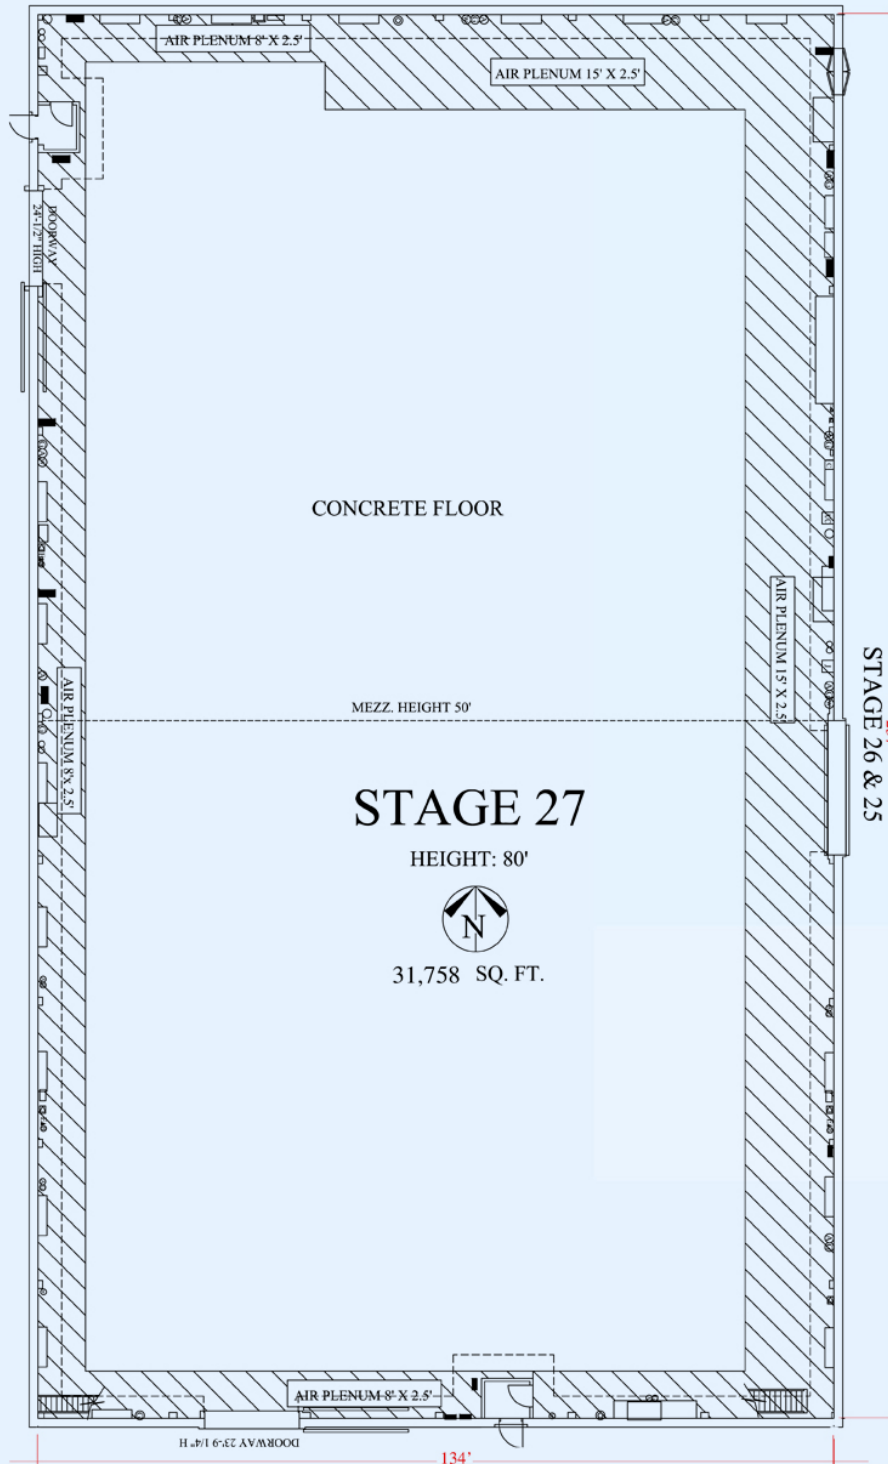 AIR PLENUM 8' X 2.5'
AIR PLENUM 15' X 2.5'
DOORWAY
24'-1/2" HIGH
CONCRETE FLOOR
AIR PLENUM 15' X 2.5'
STAGE 26 & 25
AIR PLENUM 8'x 2.5'
MEZZ. HEIGHT 50'
STAGE 27
HEIGHT: 80'
N
31,758 SQ. FT.
AIR PLENUM 8' X 2.5'
DOORWAY 23'-9 1/4" H
134'